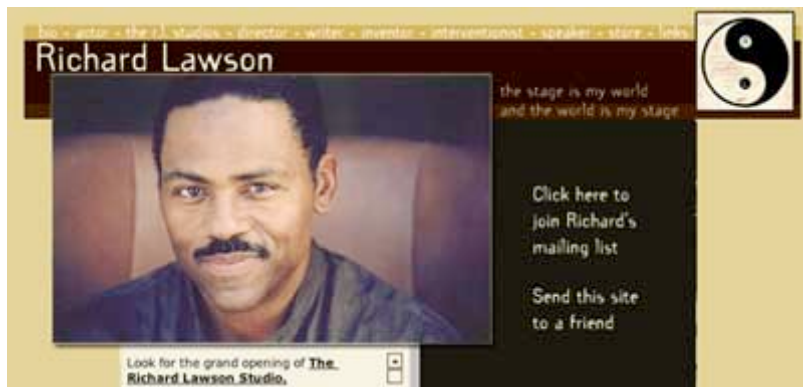 bio - actor - the r.l. studios - director - writer - inventor - interventionist - speaker - store - links
Richard Lawson
the stage is my world
and the world is my stage
Click here to
join Richard's
mailing list
Send this site
to a friend
Look for the grand opening of The
Richard Lawson Studio,